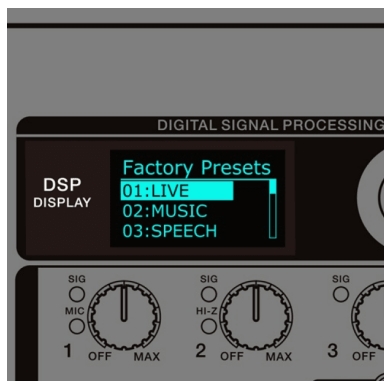 DIGITAL SIGNAL PROCESSING
DSP
DISPLAY
Factory Presets
01:LIVE
02:MUSIC
03:SPEECH
SIG
MIC
1
OFF
MAX
SIG
HI-Z
2
OFF
MAX
SIG
3
OFF